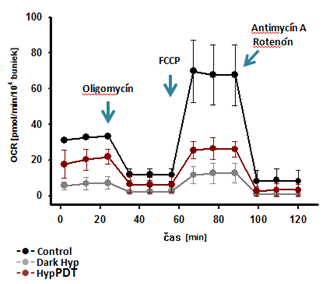 Antimycín A
Rotenón
FCCP
Oligomycín
OCR [pmol/min/10⁴ buniek]
100
80
60
40
20
0
0 20 40 60 80 100 120
čas [min]
Control
Dark Hyp
HypPDT